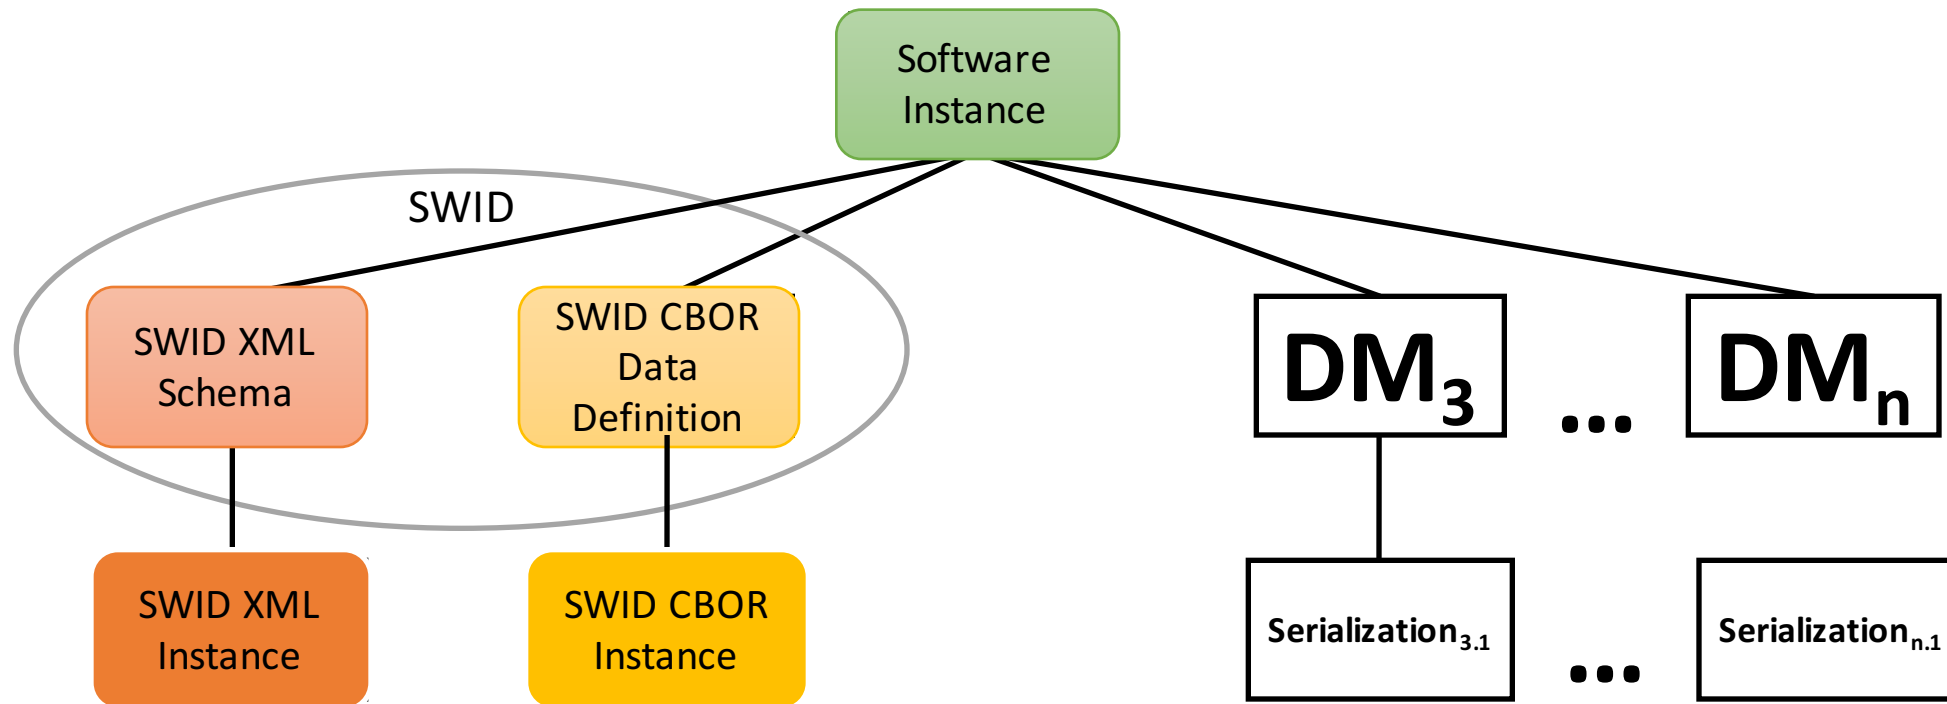 Software
Instance
SWID
SWID XML
Schema
SWID CBOR
Data
Definition
DM3
...
DMn
SWID XML
Instance
SWID CBOR
Instance
Serialization3.1
...
Serializationn.1